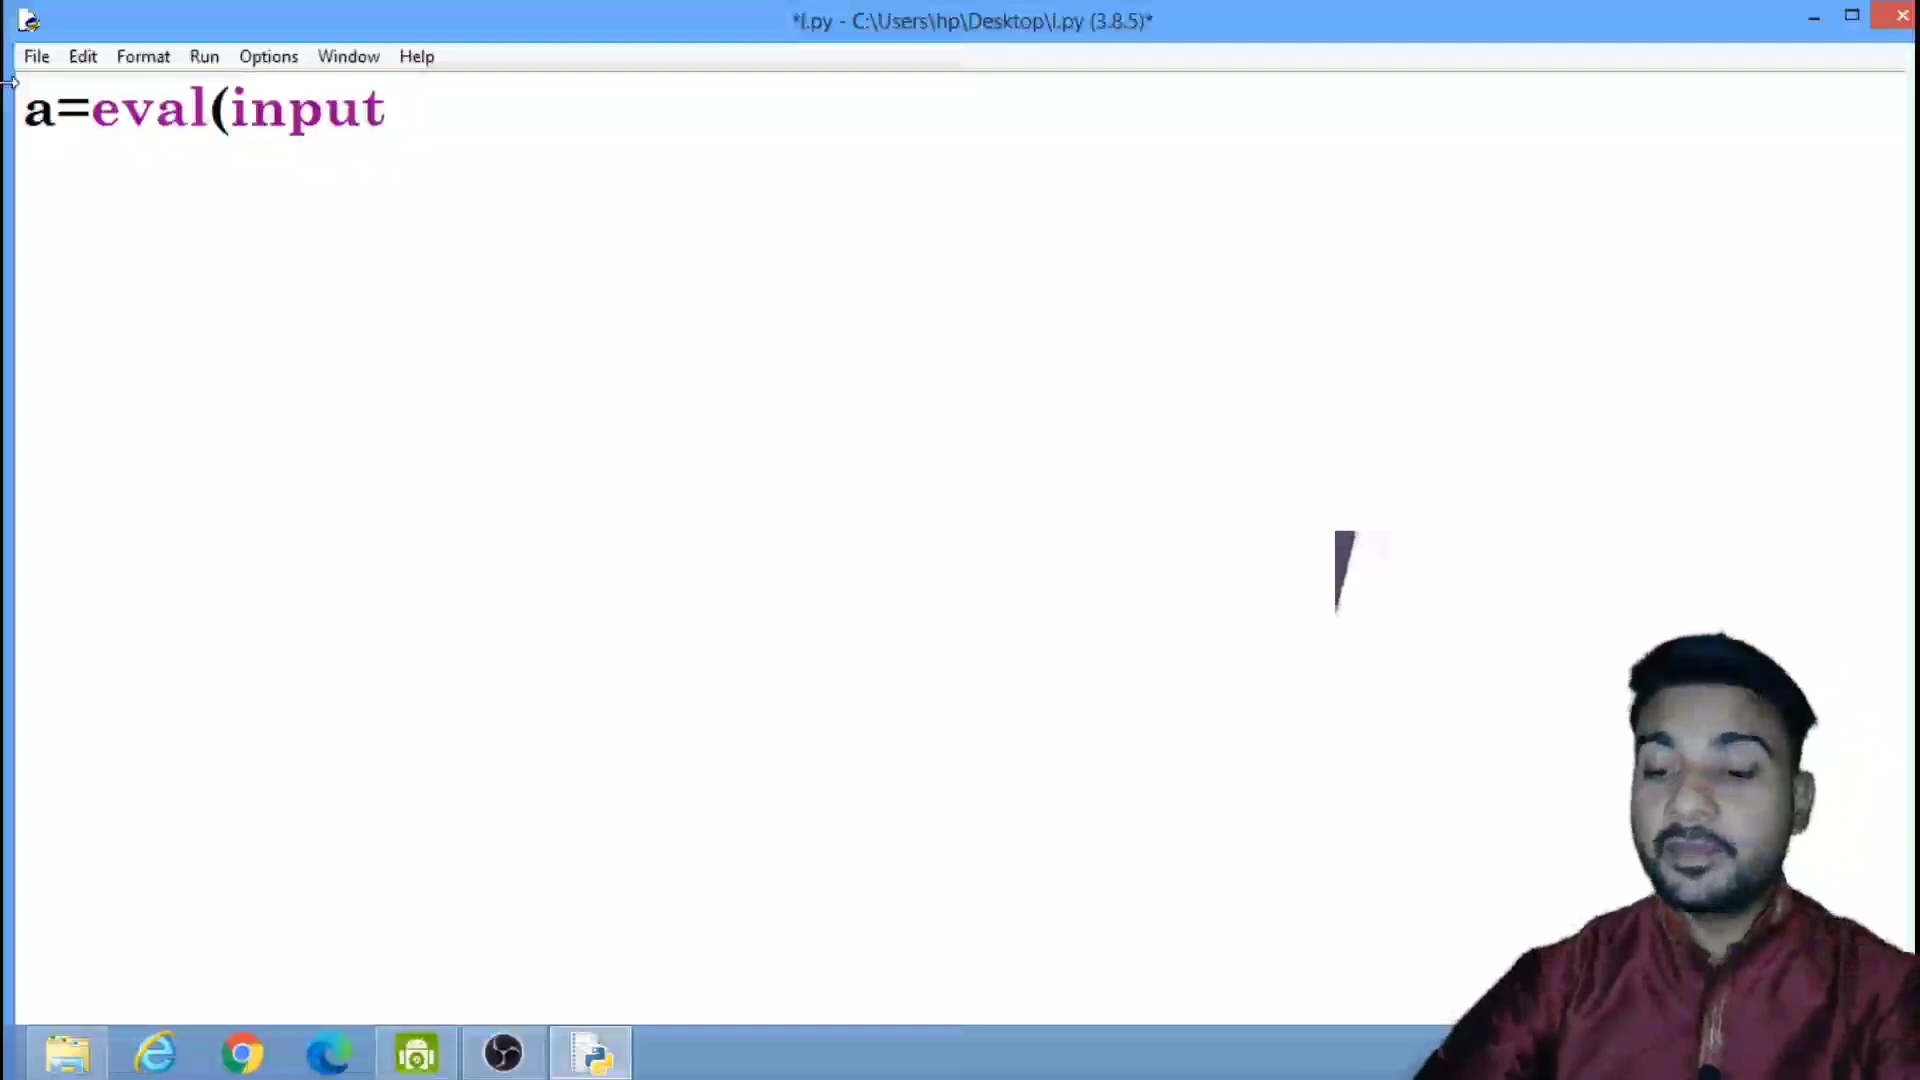 *l.py - C:\Users\hp\Desktop\l.py (3.8.5)*
File Edit Format Run Options Window Help
a=eval(input